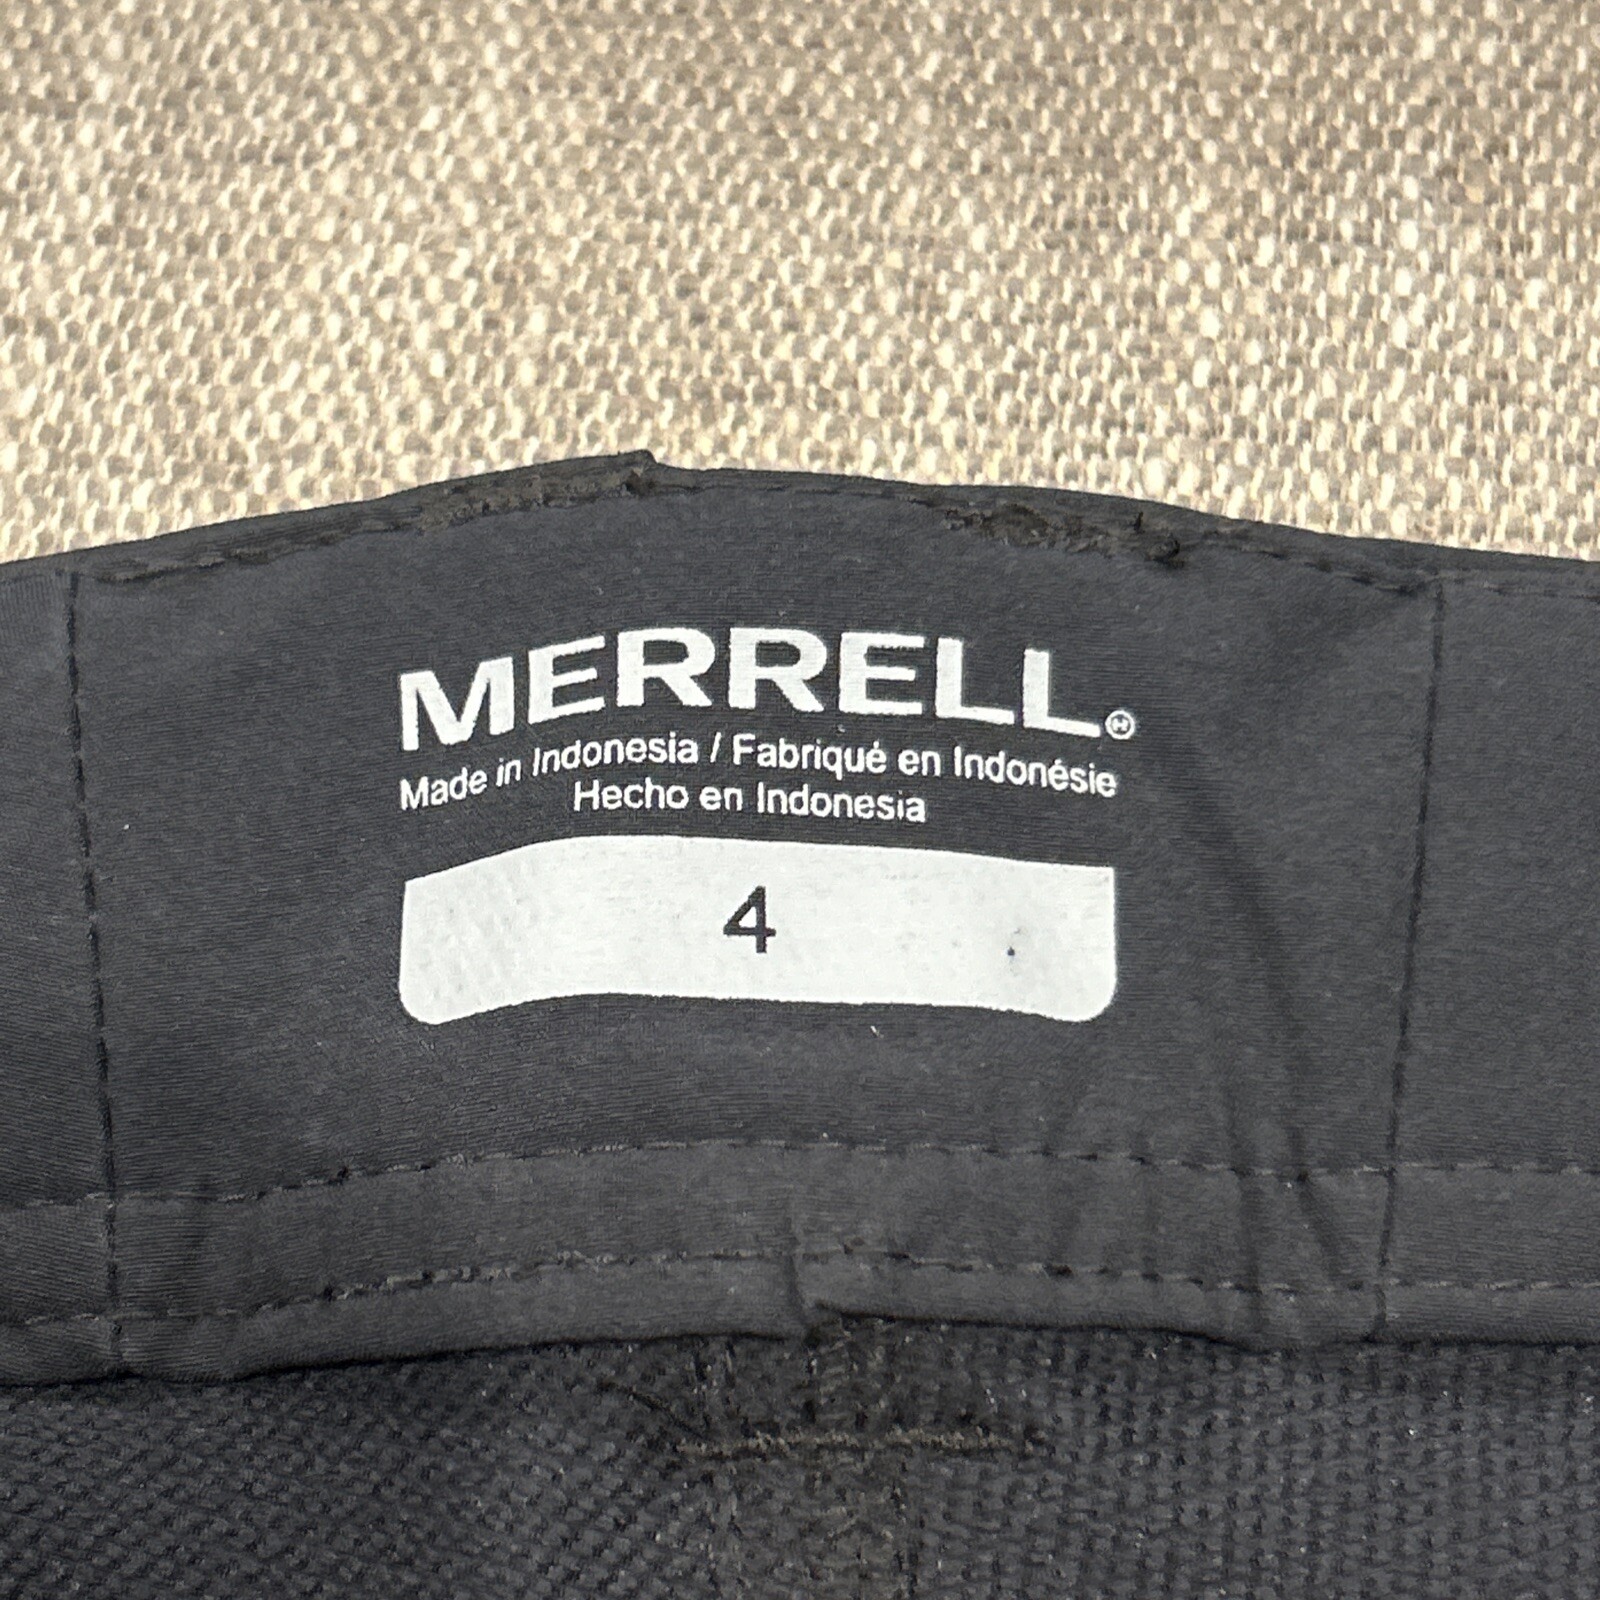 MERRELL®
Made in Indonesia / Fabriqué en Indonésie
Hecho en Indonesia
4